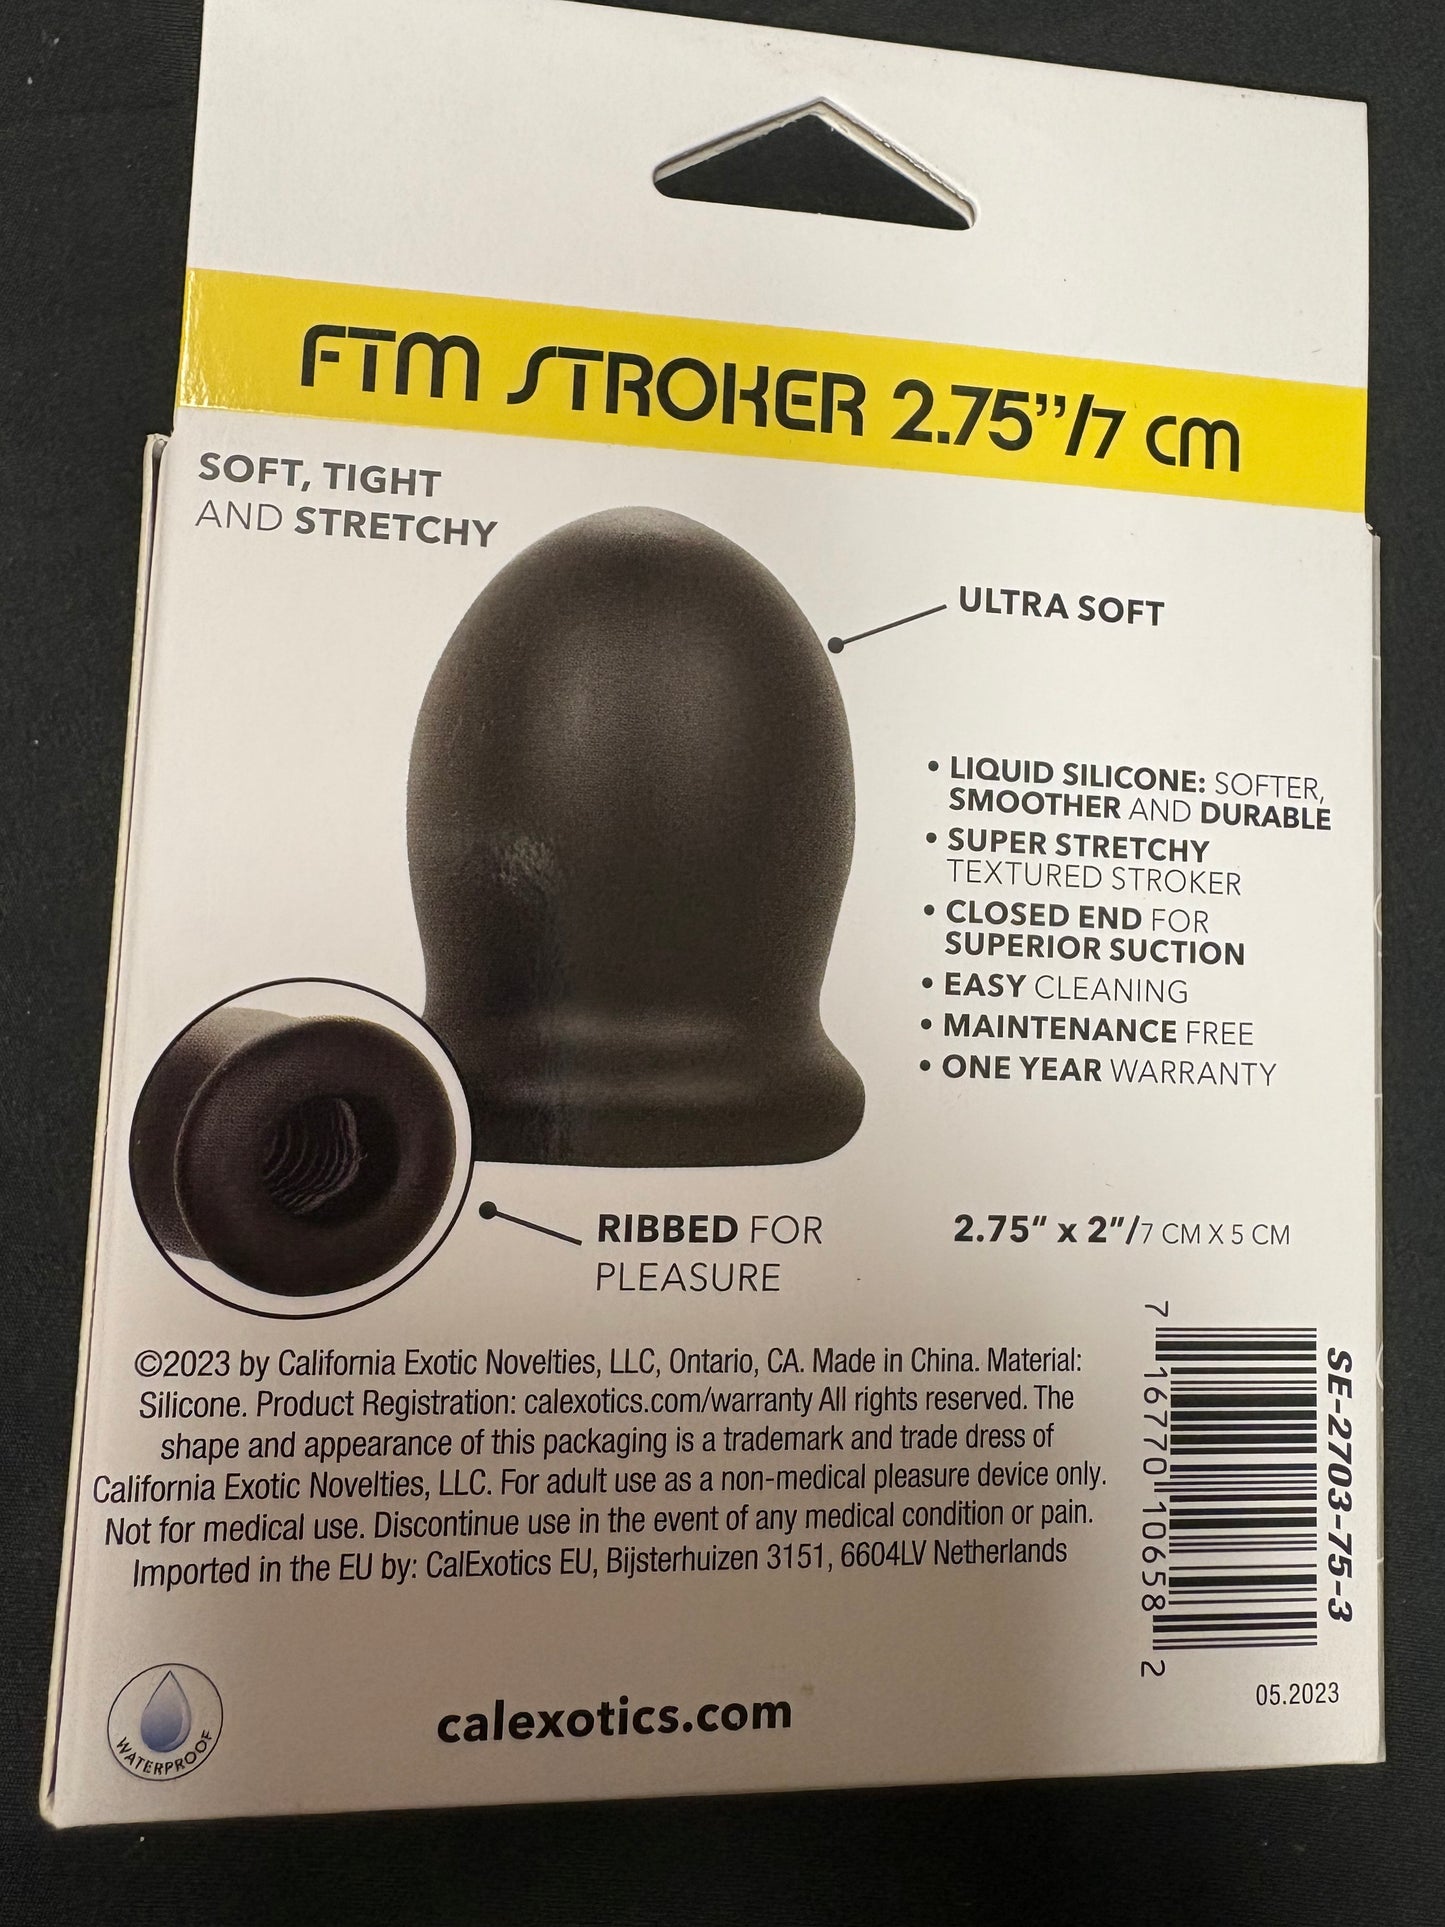 FTM STROKER 2.75”/7 CM
SOFT, TIGHT
AND STRETCHY
ULTRA SOFT
• LIQUID SILICONE: SOFTER,
SMOOTHER AND DURABLE
• SUPER STRETCHY
TEXTURED STROKER
• CLOSED END FOR
SUPERIOR SUCTION
• EASY CLEANING
• MAINTENANCE FREE
• ONE YEAR WARRANTY
RIBBED FOR
PLEASURE
2.75" x 2"/7 CM X 5 CM
©2023 by California Exotic Novelties, LLC, Ontario, CA. Made in China. Material:
Silicone. Product Registration: calexotics.com/warranty All rights reserved. The
shape and appearance of this packaging is a trademark and trade dress of
California Exotic Novelties, LLC. For adult use as a non-medical pleasure device only.
Not for medical use. Discontinue use in the event of any medical condition or pain.
Imported in the EU by: CalExotics EU, Bijsterhuizen 3151, 6604LV Netherlands
7 16770 10658 2
SE-2703-75-3
05.2023
WATERPROOF
calexotics.com